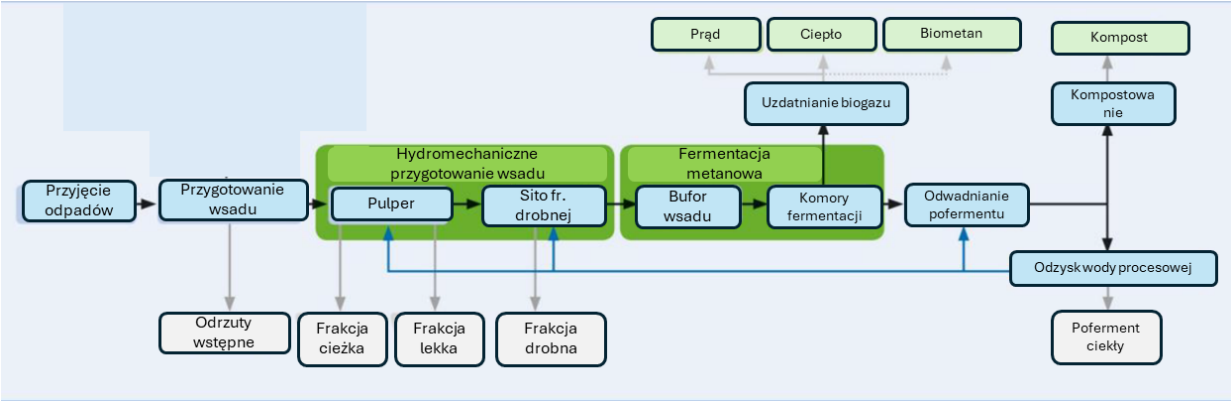 Prąd
Ciepło
Biometan
Kompost
Uzdatnianie biogazu
Kompostowa
nie
Hydromechaniczne
przygotowanie wsadu
Fermentacja
metanowa
Przyjęcie
odpadów
Przygotowanie
wsadu
Pulper
Sito fr.
drobnej
Bufor
wsadu
Komory
fermentacji
Odwadnianie
pofermentu
Odzysk wody procesowej
Odrzuty
wstępne
Frakcja
cieżka
Frakcja
lekka
Frakcja
drobna
Poferment
ciekły